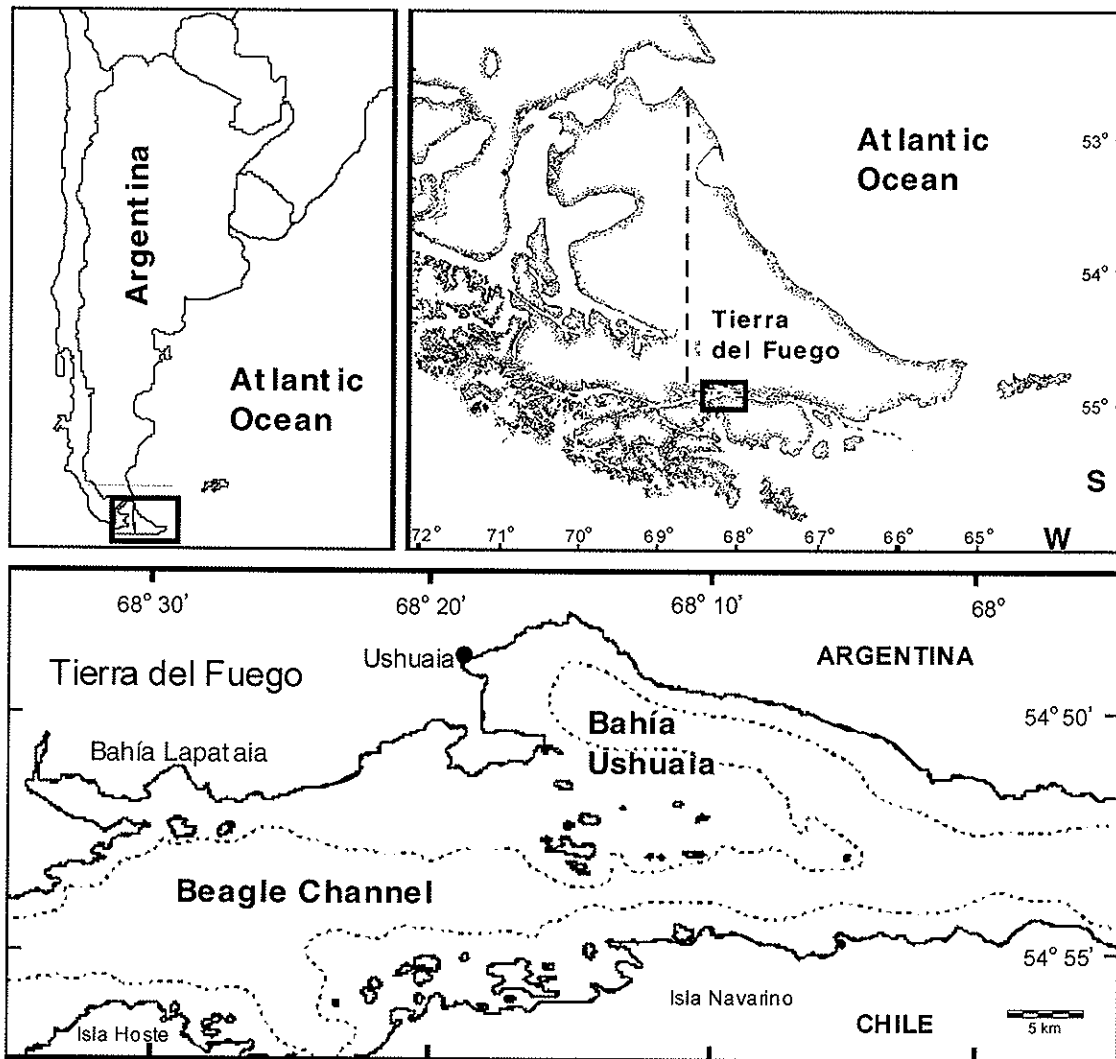 Argentina
Atlantic
Ocean
Atlantic
Ocean
53°
54°
Tierra
del Fuego
55°
S
72°
71°
70°
69°
68°
67°
66°
65°
W
68° 30'
68° 20'
68° 10'
68°
Ushuaia
ARGENTINA
Tierra del Fuego
54° 50'
Bahía
Ushuaia
Bahía Lapataia
Beagle Channel
54° 55'
Isla Navarino
Isla Hoste
CHILE
5 km